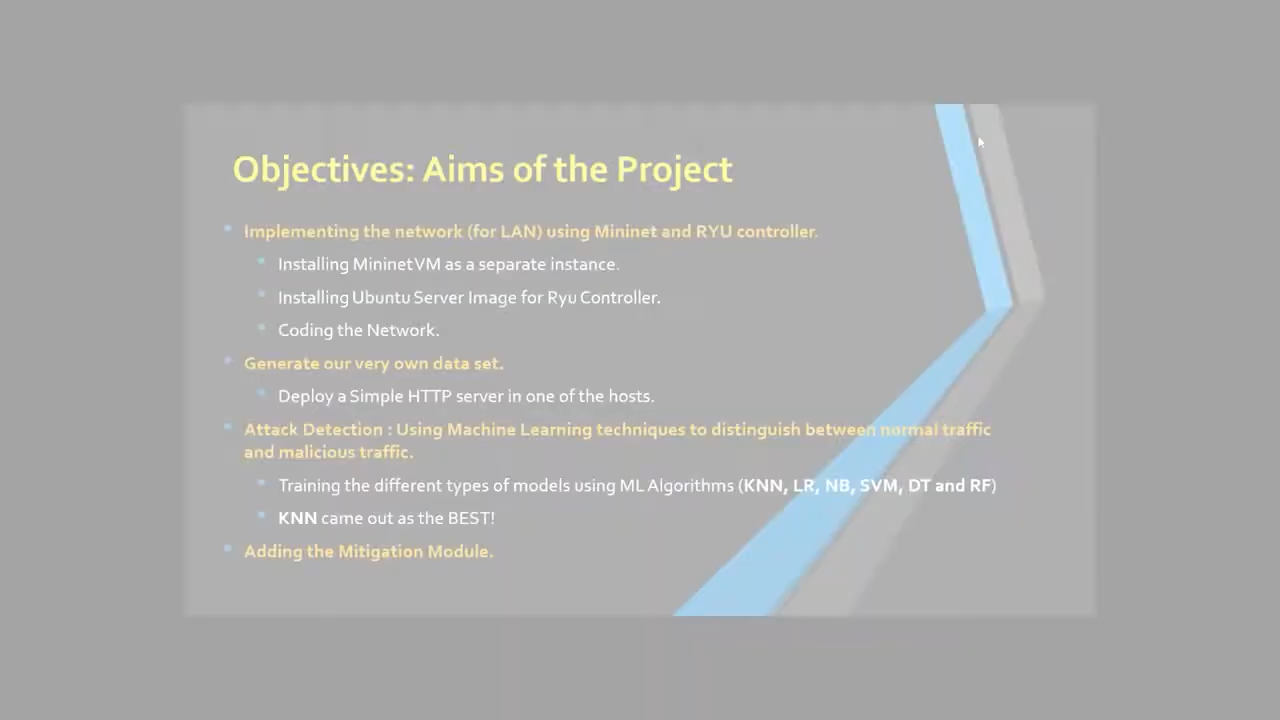 Objectives: Aims of the Project
Implementing the network (for LAN) using Mininet and RYU controller.
Installing Mininet VM as a separate instance.
Installing Ubuntu Server Image for Ryu Controller.
Coding the Network.
Generate our very own data set.
Deploy a Simple HTTP server in one of the hosts.
Attack Detection : Using Machine Learning techniques to distinguish between normal traffic
and malicious traffic.
Training the different types of models using ML Algorithms (KNN, LR, NB, SVM, DT and RF)
KNN came out as the BEST!
Adding the Mitigation Module.